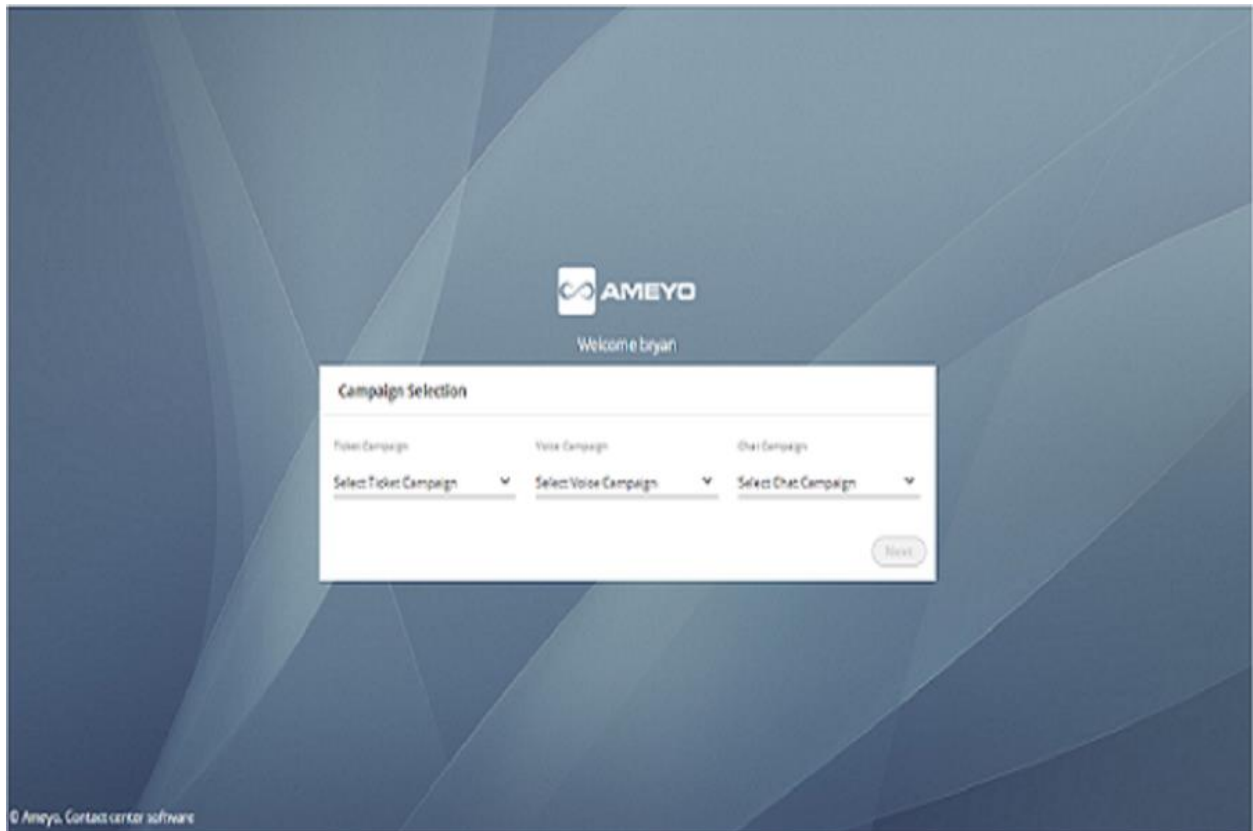 AMEYO
Welcome bryan
Campaign Selection
Ticket Campaign Voice Campaign Chat Campaign
Select Ticket Campaign Select Voice Campaign Select Chat Campaign
Next
© Ameyo, Contact center software